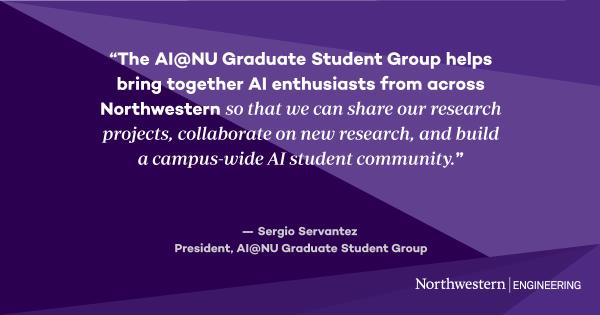 “The AI@NU Graduate Student Group helps
bring together AI enthusiasts from across
Northwestern so that we can share our research
projects, collaborate on new research, and build
a campus-wide AI student community.”
— Sergio Servantez
President, AI@NU Graduate Student Group
Northwestern | ENGINEERING